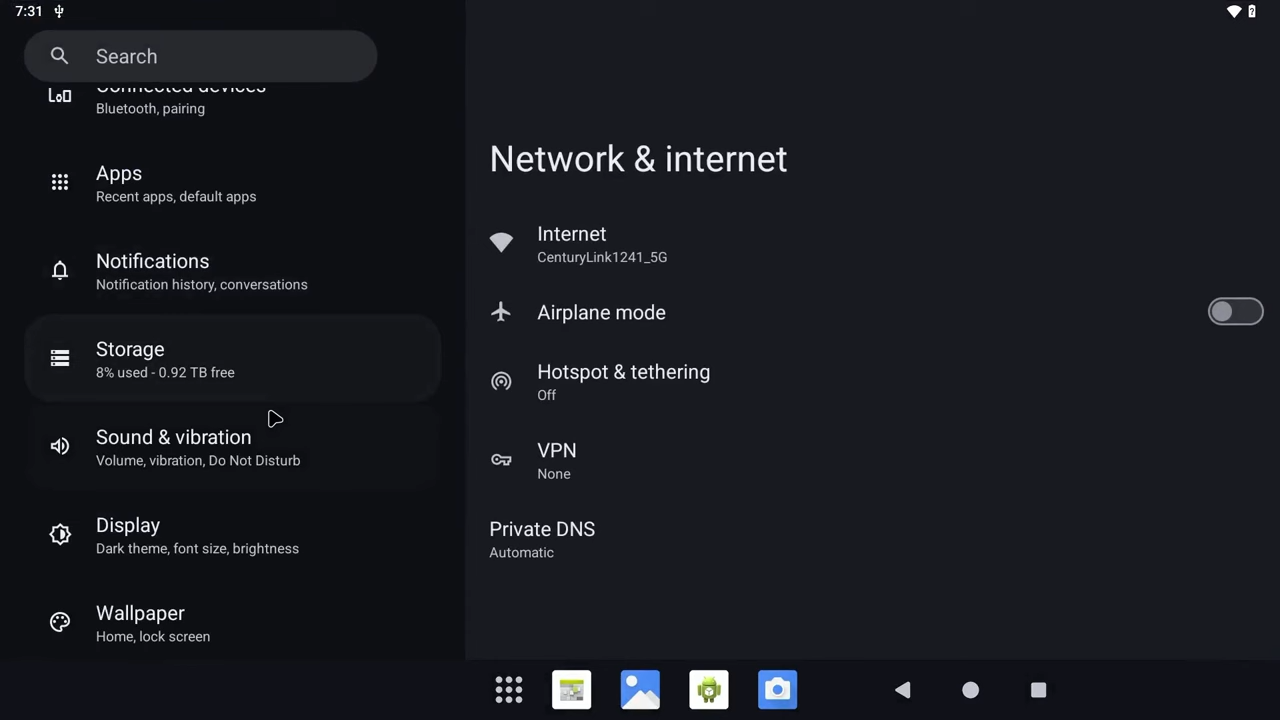 7:31
Search
Connected devices
Bluetooth, pairing
Apps
Recent apps, default apps
Notifications
Notification history, conversations
Storage
8% used - 0.92 TB free
Sound & vibration
Volume, vibration, Do Not Disturb
Display
Dark theme, font size, brightness
Wallpaper
Home, lock screen
Network & internet
Internet
CenturyLink1241_5G
Airplane mode
Hotspot & tethering
Off
VPN
None
Private DNS
Automatic